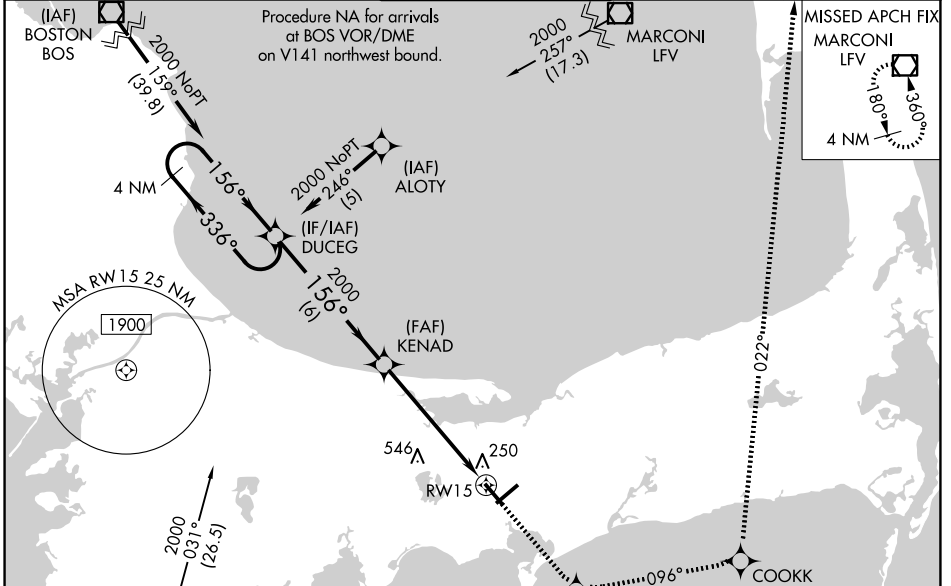 (IAF)
BOSTON
BOS
2000 NoPT
159°
(39.8)
Procedure NA for arrivals
at BOS VOR/DME
on V141 northwest bound.
2000
257°
(17.3)
MARCONI
LFV
MISSED APCH FIX
MARCONI
LFV
180°
360°
4 NM
4 NM
156°
336°
2000 NoPT
246°
(5)
(IAF)
ALOTY
(IF/IAF)
DUCEG
2000
156°
(6)
MSA RW15 25 NM
1900
(FAF)
KENAD
022°
546
250
RW15
2000
031°
(26.5)
096°
COOKK